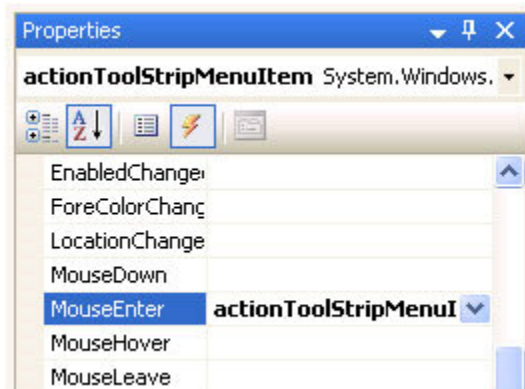 Properties
actionToolStripMenuItem System.Windows.
A
Z
EnabledChange
ForeColorChang
LocationChange
MouseDown
MouseEnter actionToolStripMenuI
MouseHover
MouseLeave